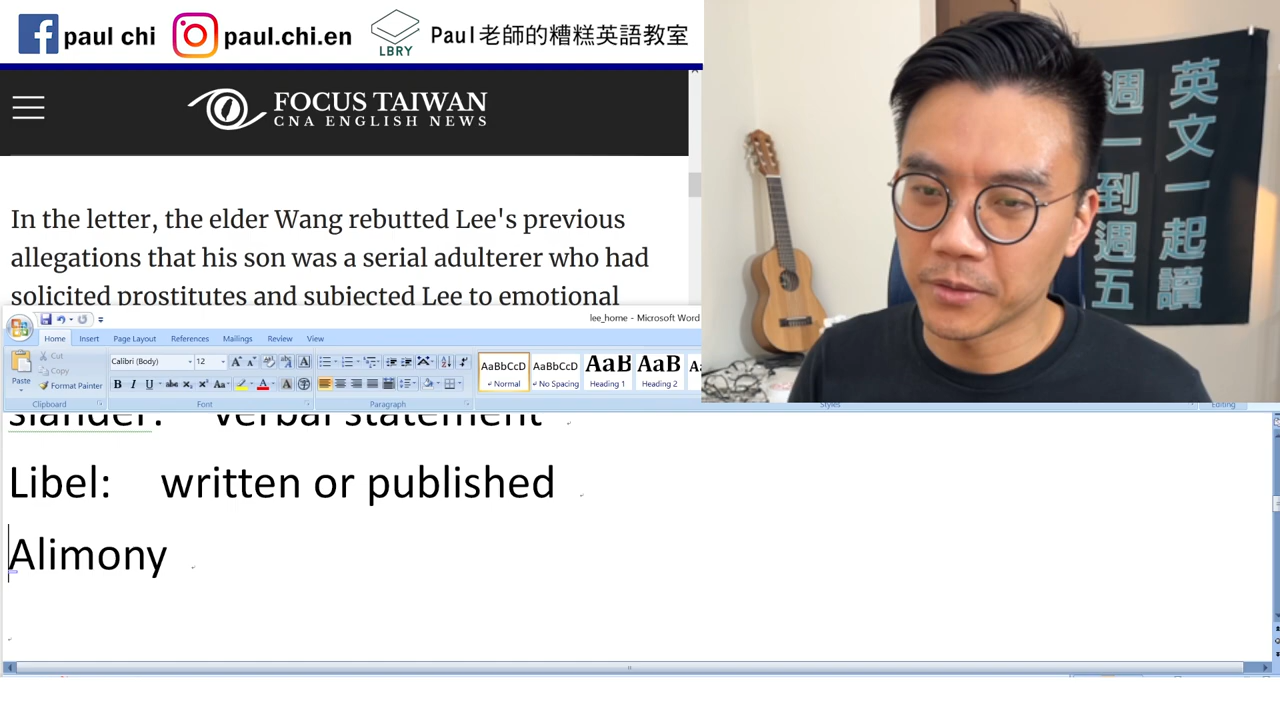 paul chi
paul.chi.en
LBRY
Paul老師的糟糕英語教室
FOCUS TAIWAN
CNA ENGLISH NEWS
In the letter, the elder Wang rebutted Lee's previous
allegations that his son was a serial adulterer who had
solicited prostitutes and subjected Lee to emotional
lee_home - Microsoft Word
Home Insert Page Layout References Mailings Review View
Paste
Cut
Copy
Format Painter
Clipboard
Calibri (Body) 12
Font
Paragraph
AaBbCcD AaBbCcD AaB AaB
Normal No Spacing Heading 1 Heading 2
Styles
Editing
slander: verbal statement
Libel: written or published
Alimony
英文一起讀
週一到週五